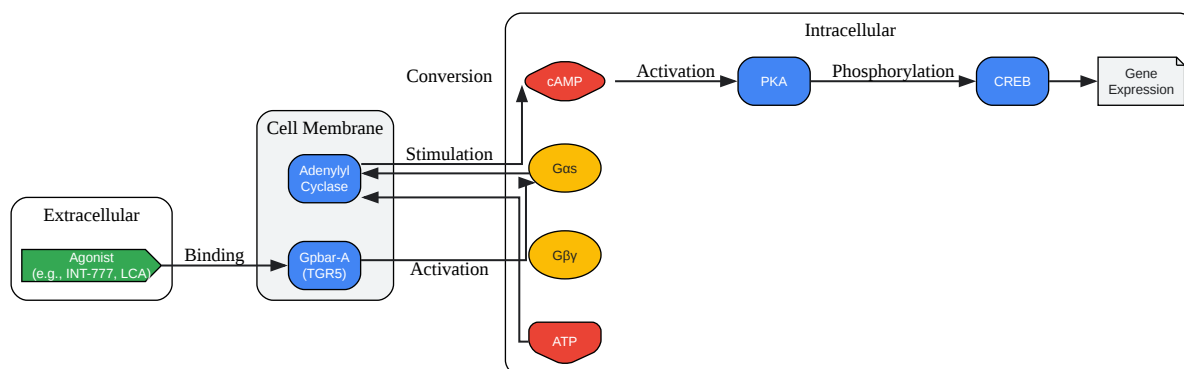 Intracellular
Conversion
cAMP
Activation
PKA
Phosphorylation
CREB
Gene
Expression
Cell Membrane
Adenylyl
Cyclase
Stimulation
Gαs
Extracellular
Agonist
(e.g., INT-777, LCA)
Binding
Gpbar-A
(TGR5)
Activation
Gβγ
ATP